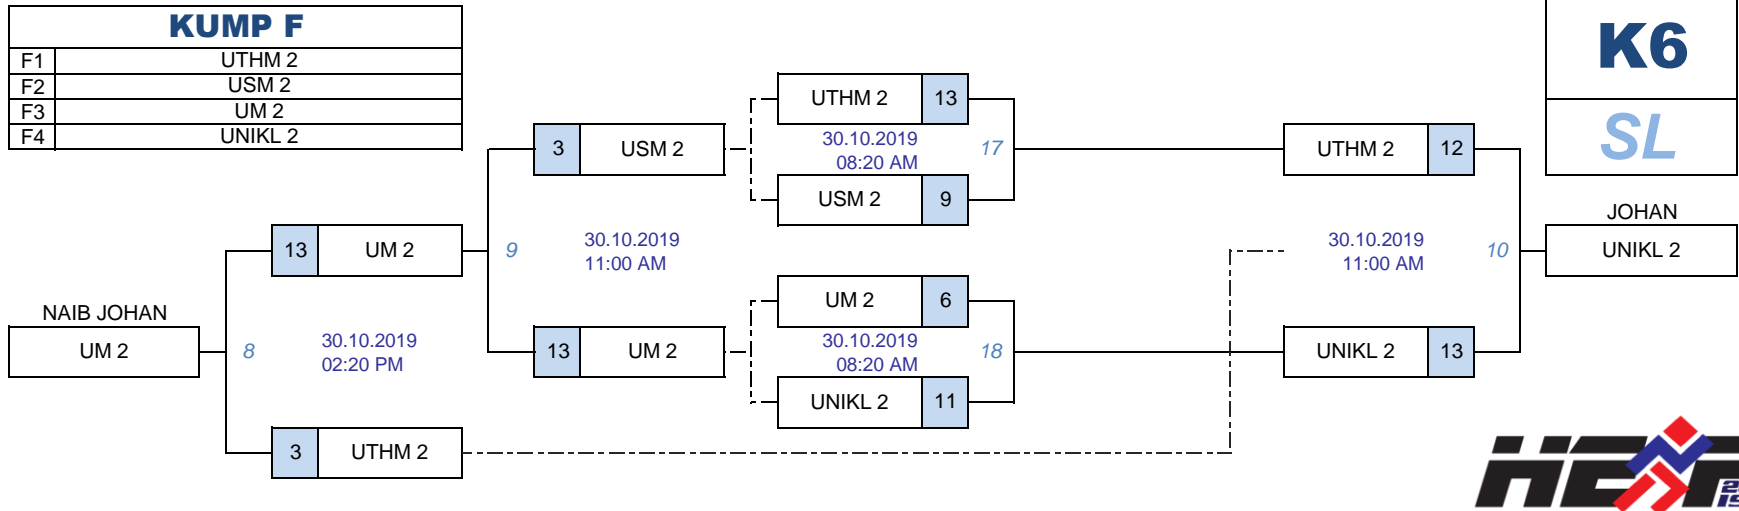 KUMP F
F1 UTHM 2
F2 USM 2
F3 UM 2
F4 UNIKL 2
K6
SL
UTHM 2 13
30.10.2019
08:20 AM
17
USM 2 9
3 USM 2
30.10.2019
11:00 AM
9
13 UM 2
UM 2 6
30.10.2019
08:20 AM
18
UNIKL 2 11
UTHM 2 12
30.10.2019
11:00 AM
10
UNIKL 2 13
JOHAN
UNIKL 2
13 UM 2
NAIB JOHAN
UM 2
8
30.10.2019
02:20 PM
3 UTHM 2